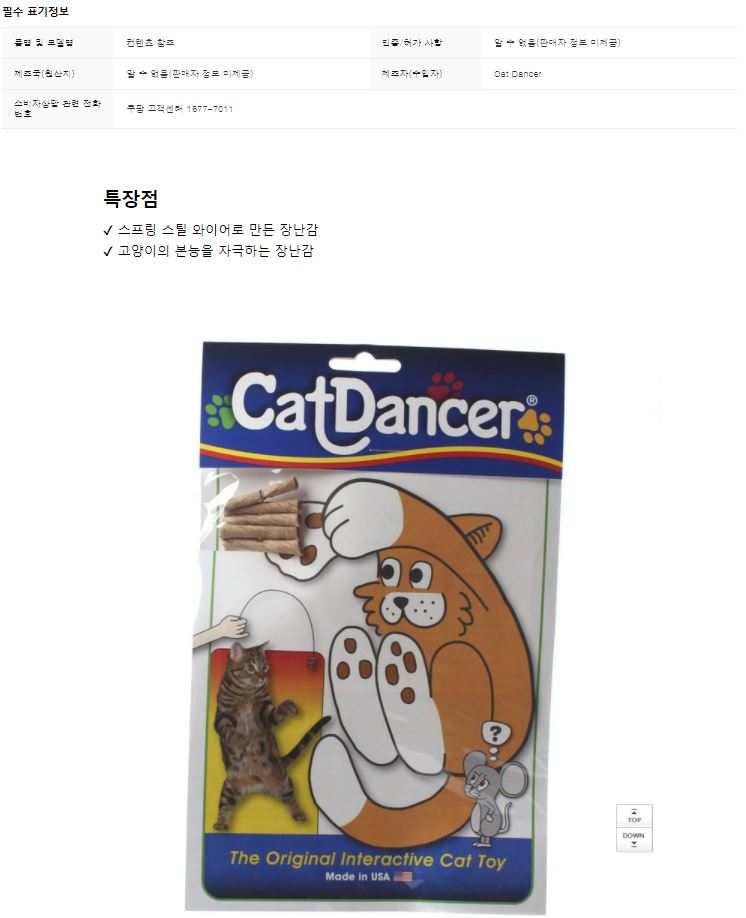 필수 표기정보
품명 및 모델명 컨텐츠 참조 인증/허가 사항 알 수 없음(판매자 정보 미제공)
제조국(원산지) 알 수 없음(판매자 정보 미제공) 제조자(수입자) Cat Dancer
소비자상담 관련 전화
번호 쿠팡 고객센터 1577-7011
특장점
✓ 스프링 스틸 와이어로 만든 장난감
✓ 고양이의 본능을 자극하는 장난감
CatDancer®
?
The Original Interactive Cat Toy
Made in USA
TOP
DOWN